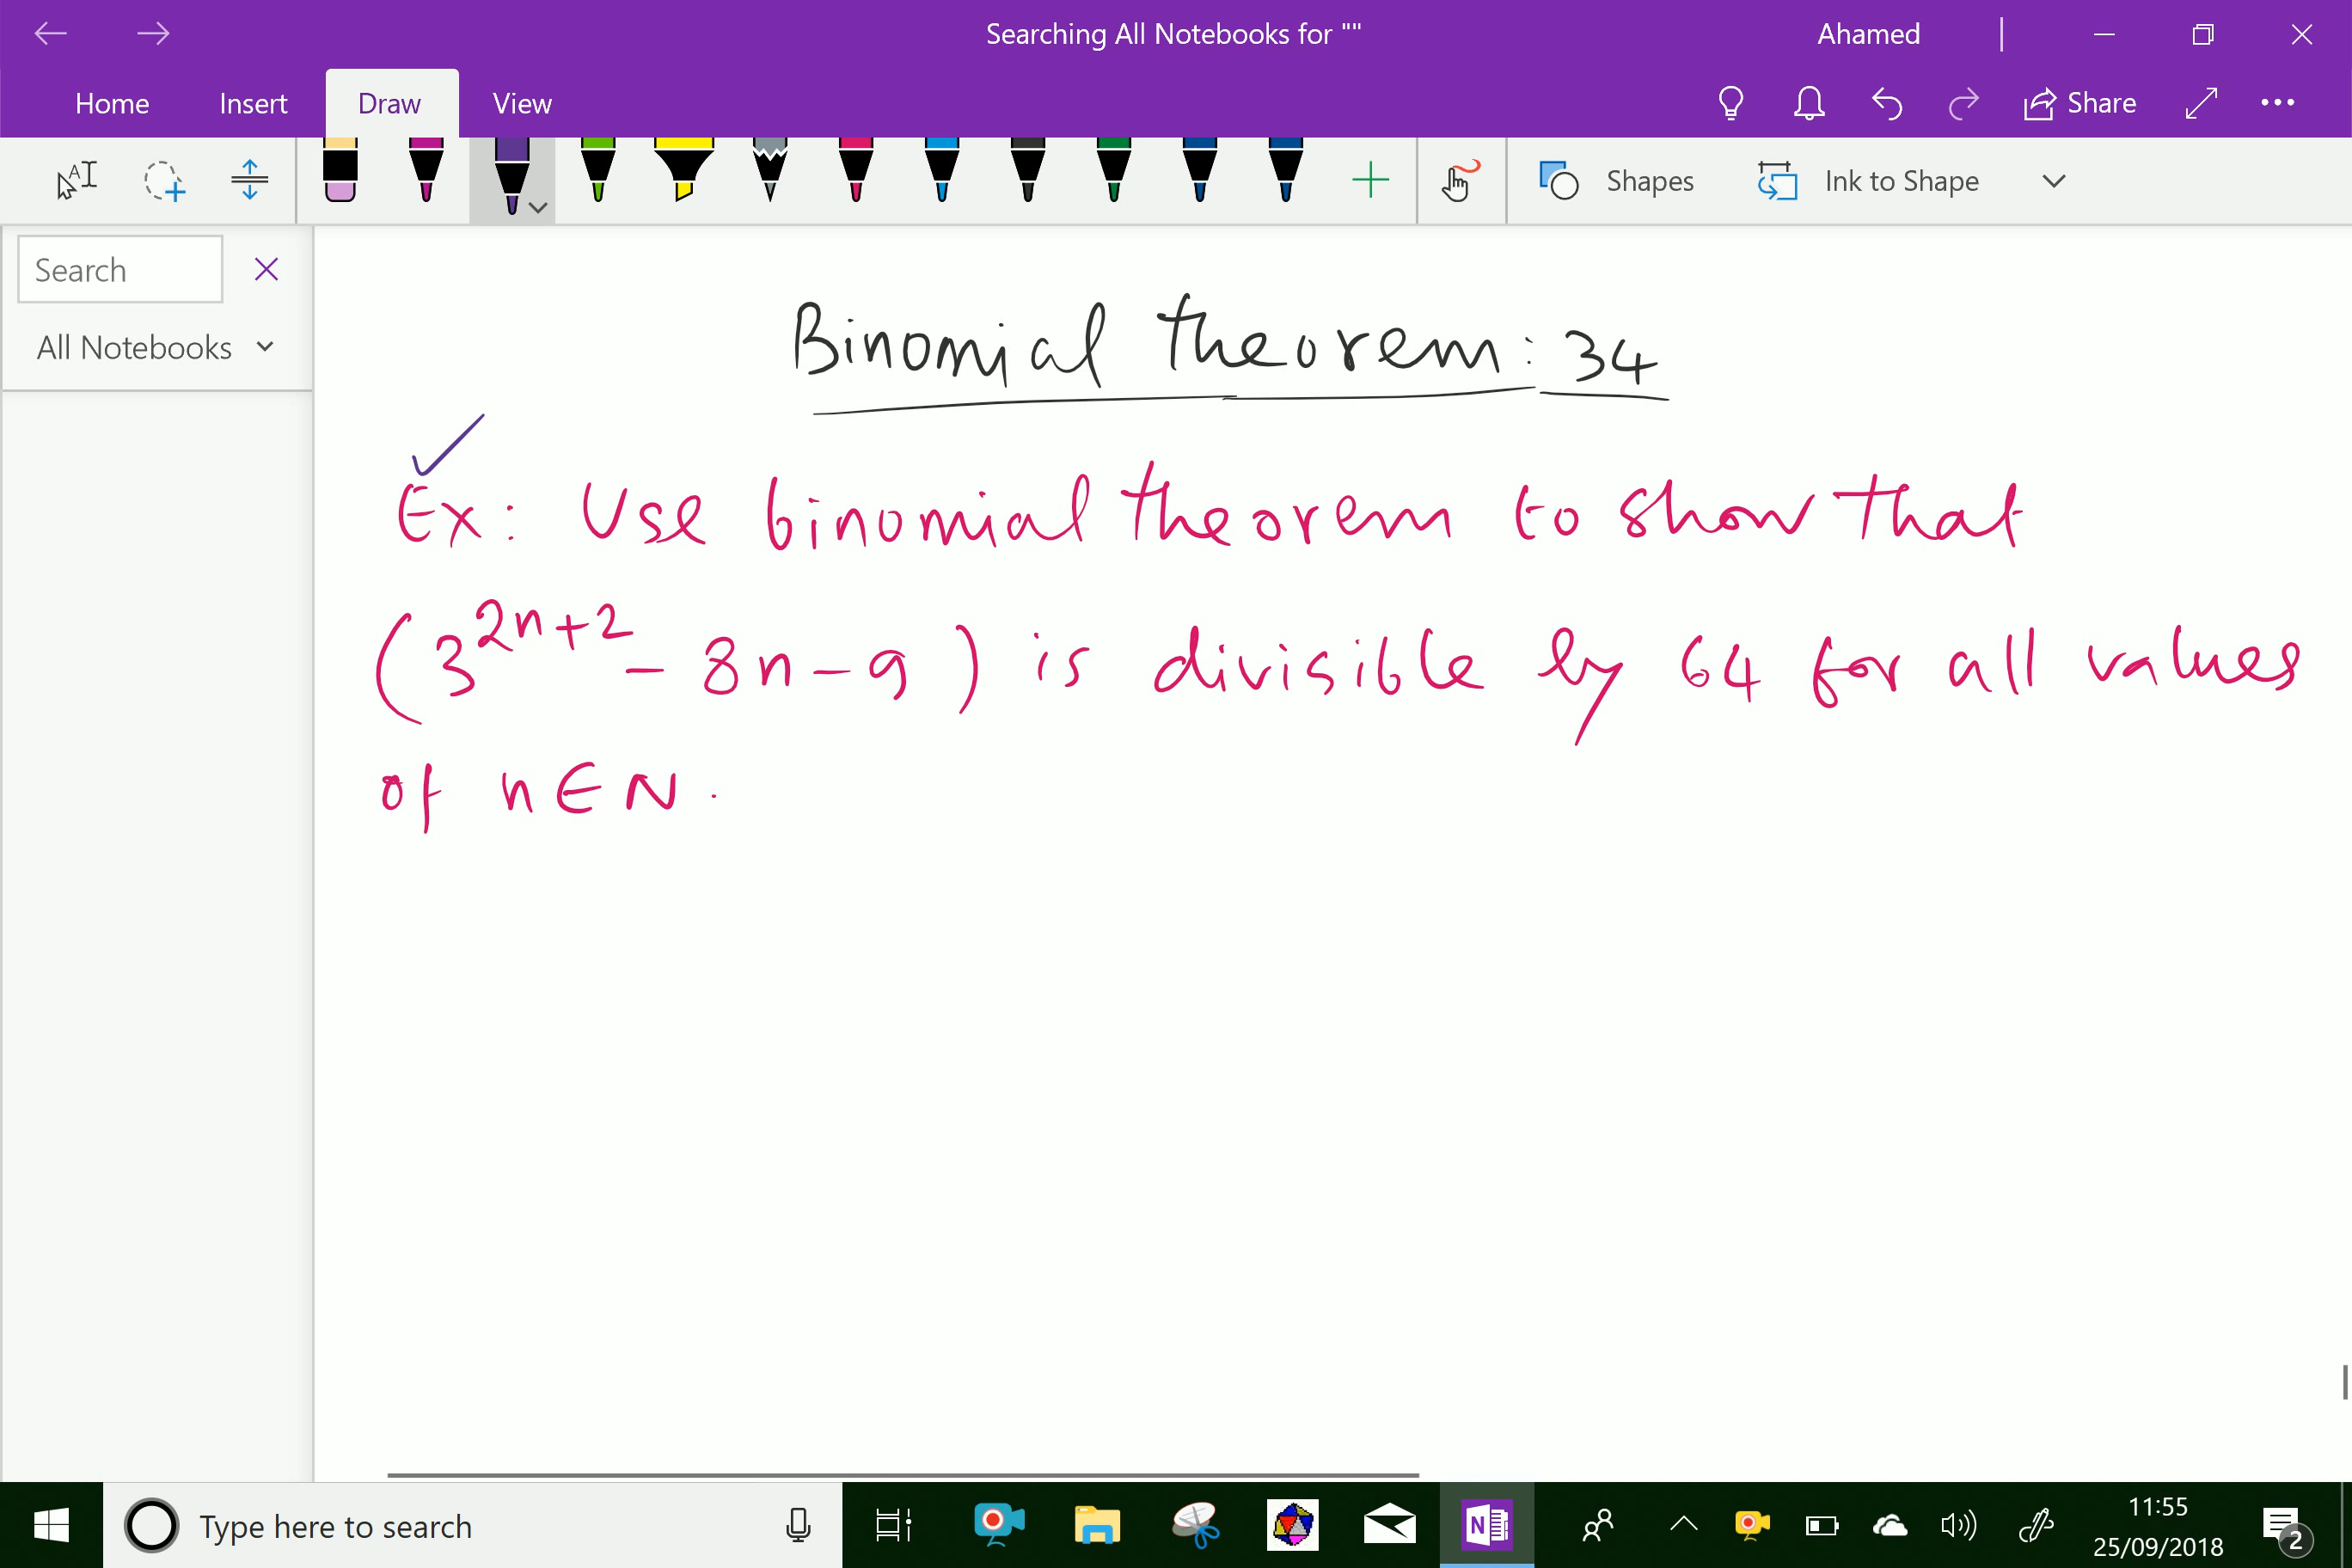 Searching All Notebooks for ""
Ahamed
Home Insert Draw View
Share
Shapes Ink to Shape
Search
All Notebooks
Binomial theorem: 34
Ex: Use binomial theorem to show that
(3^{2n+2} - 8n - 9) is divisible by 64 for all values
of n ∈ N.
Type here to search
N
11:55
25/09/2018
2